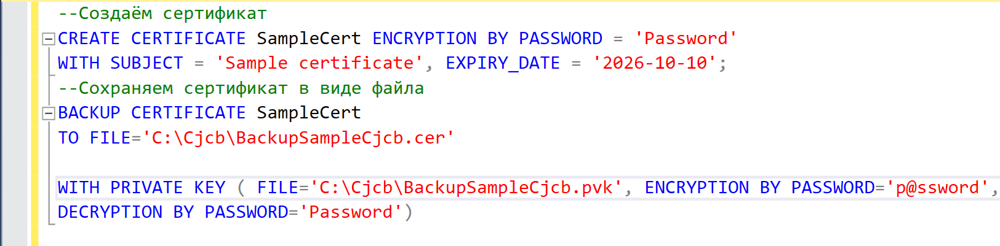 --Создаём сертификат
CREATE CERTIFICATE SampleCert ENCRYPTION BY PASSWORD = 'Password'
WITH SUBJECT = 'Sample certificate', EXPIRY_DATE = '2026-10-10';
--Сохраняем сертификат в виде файла
BACKUP CERTIFICATE SampleCert
TO FILE='C:\Cjcb\BackupSampleCjcb.cer'
WITH PRIVATE KEY ( FILE='C:\Cjcb\BackupSampleCjcb.pvk', ENCRYPTION BY PASSWORD='p@ssword',
DECRYPTION BY PASSWORD='Password')